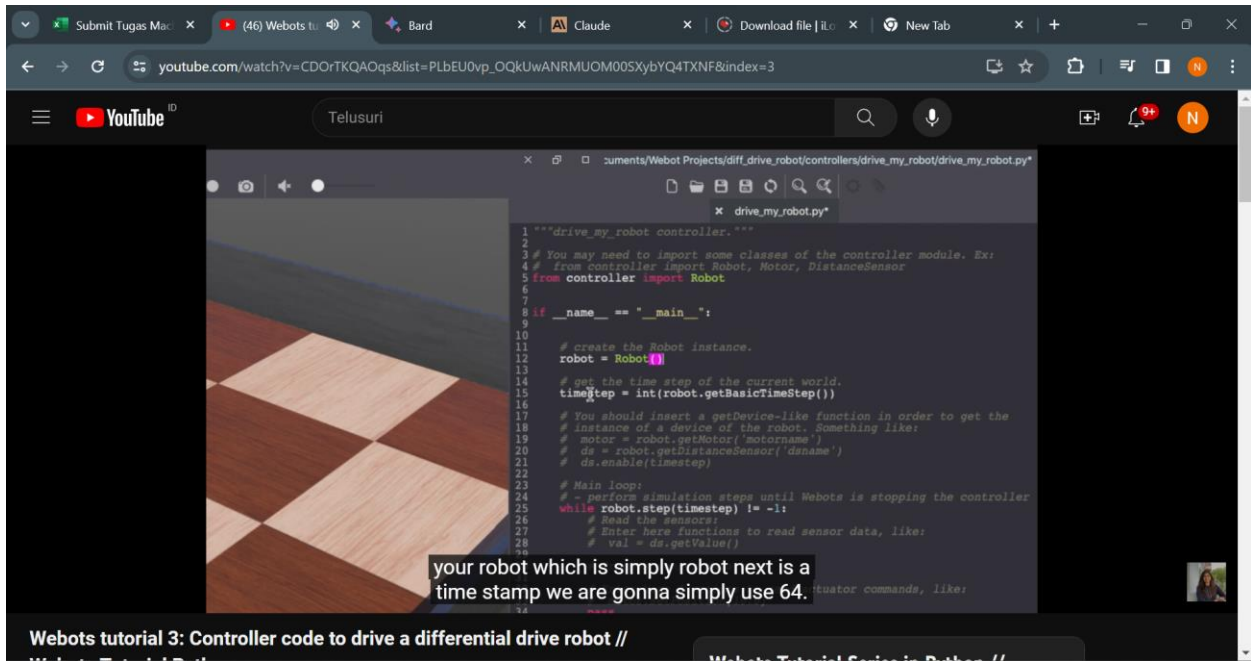 Submit Tugas Mac
(46) Webots tu
Bard
Claude
Download file | iLo
New Tab
youtube.com/watch?v=CDOrTKQAOqs&list=PLbEU0vp_OQkUwANRMUOM00SXybYQ4TXNF&index=3
N
YouTube ID
Telusuri
9+
N
cuments/Webot Projects/diff_drive_robot/controllers/drive_my_robot/drive_my_robot.py*
drive_my_robot.py*
1 """drive_my_robot controller."""
2
3 # You may need to import some classes of the controller module. Ex:
4 #  from controller import Robot, Motor, DistanceSensor
5 from controller import Robot
6
7
8 if __name__ == "__main__":
9
10
11 # create the Robot instance.
12 robot = Robot()
13
14 # get the time step of the current world.
15 timestep = int(robot.getBasicTimeStep())
16
17 # You should insert a getDevice-like function in order to get the
18 # instance of a device of the robot. Something like:
19 #  motor = robot.getMotor('motorname')
20 #  ds = robot.getDistanceSensor('dsname')
21 #  ds.enable(timestep)
22
23 # Main loop:
24 # - perform simulation steps until Webots is stopping the controller
25 while robot.step(timestep) != -1:
26 # Read the sensors:
27 # Enter here functions to read sensor data, like:
28 #  val = ds.getValue()
29
your robot which is simply robot next is a
time stamp we are gonna simply use 64.
commands, like:
34 pass
Webots tutorial 3: Controller code to drive a differential drive robot //